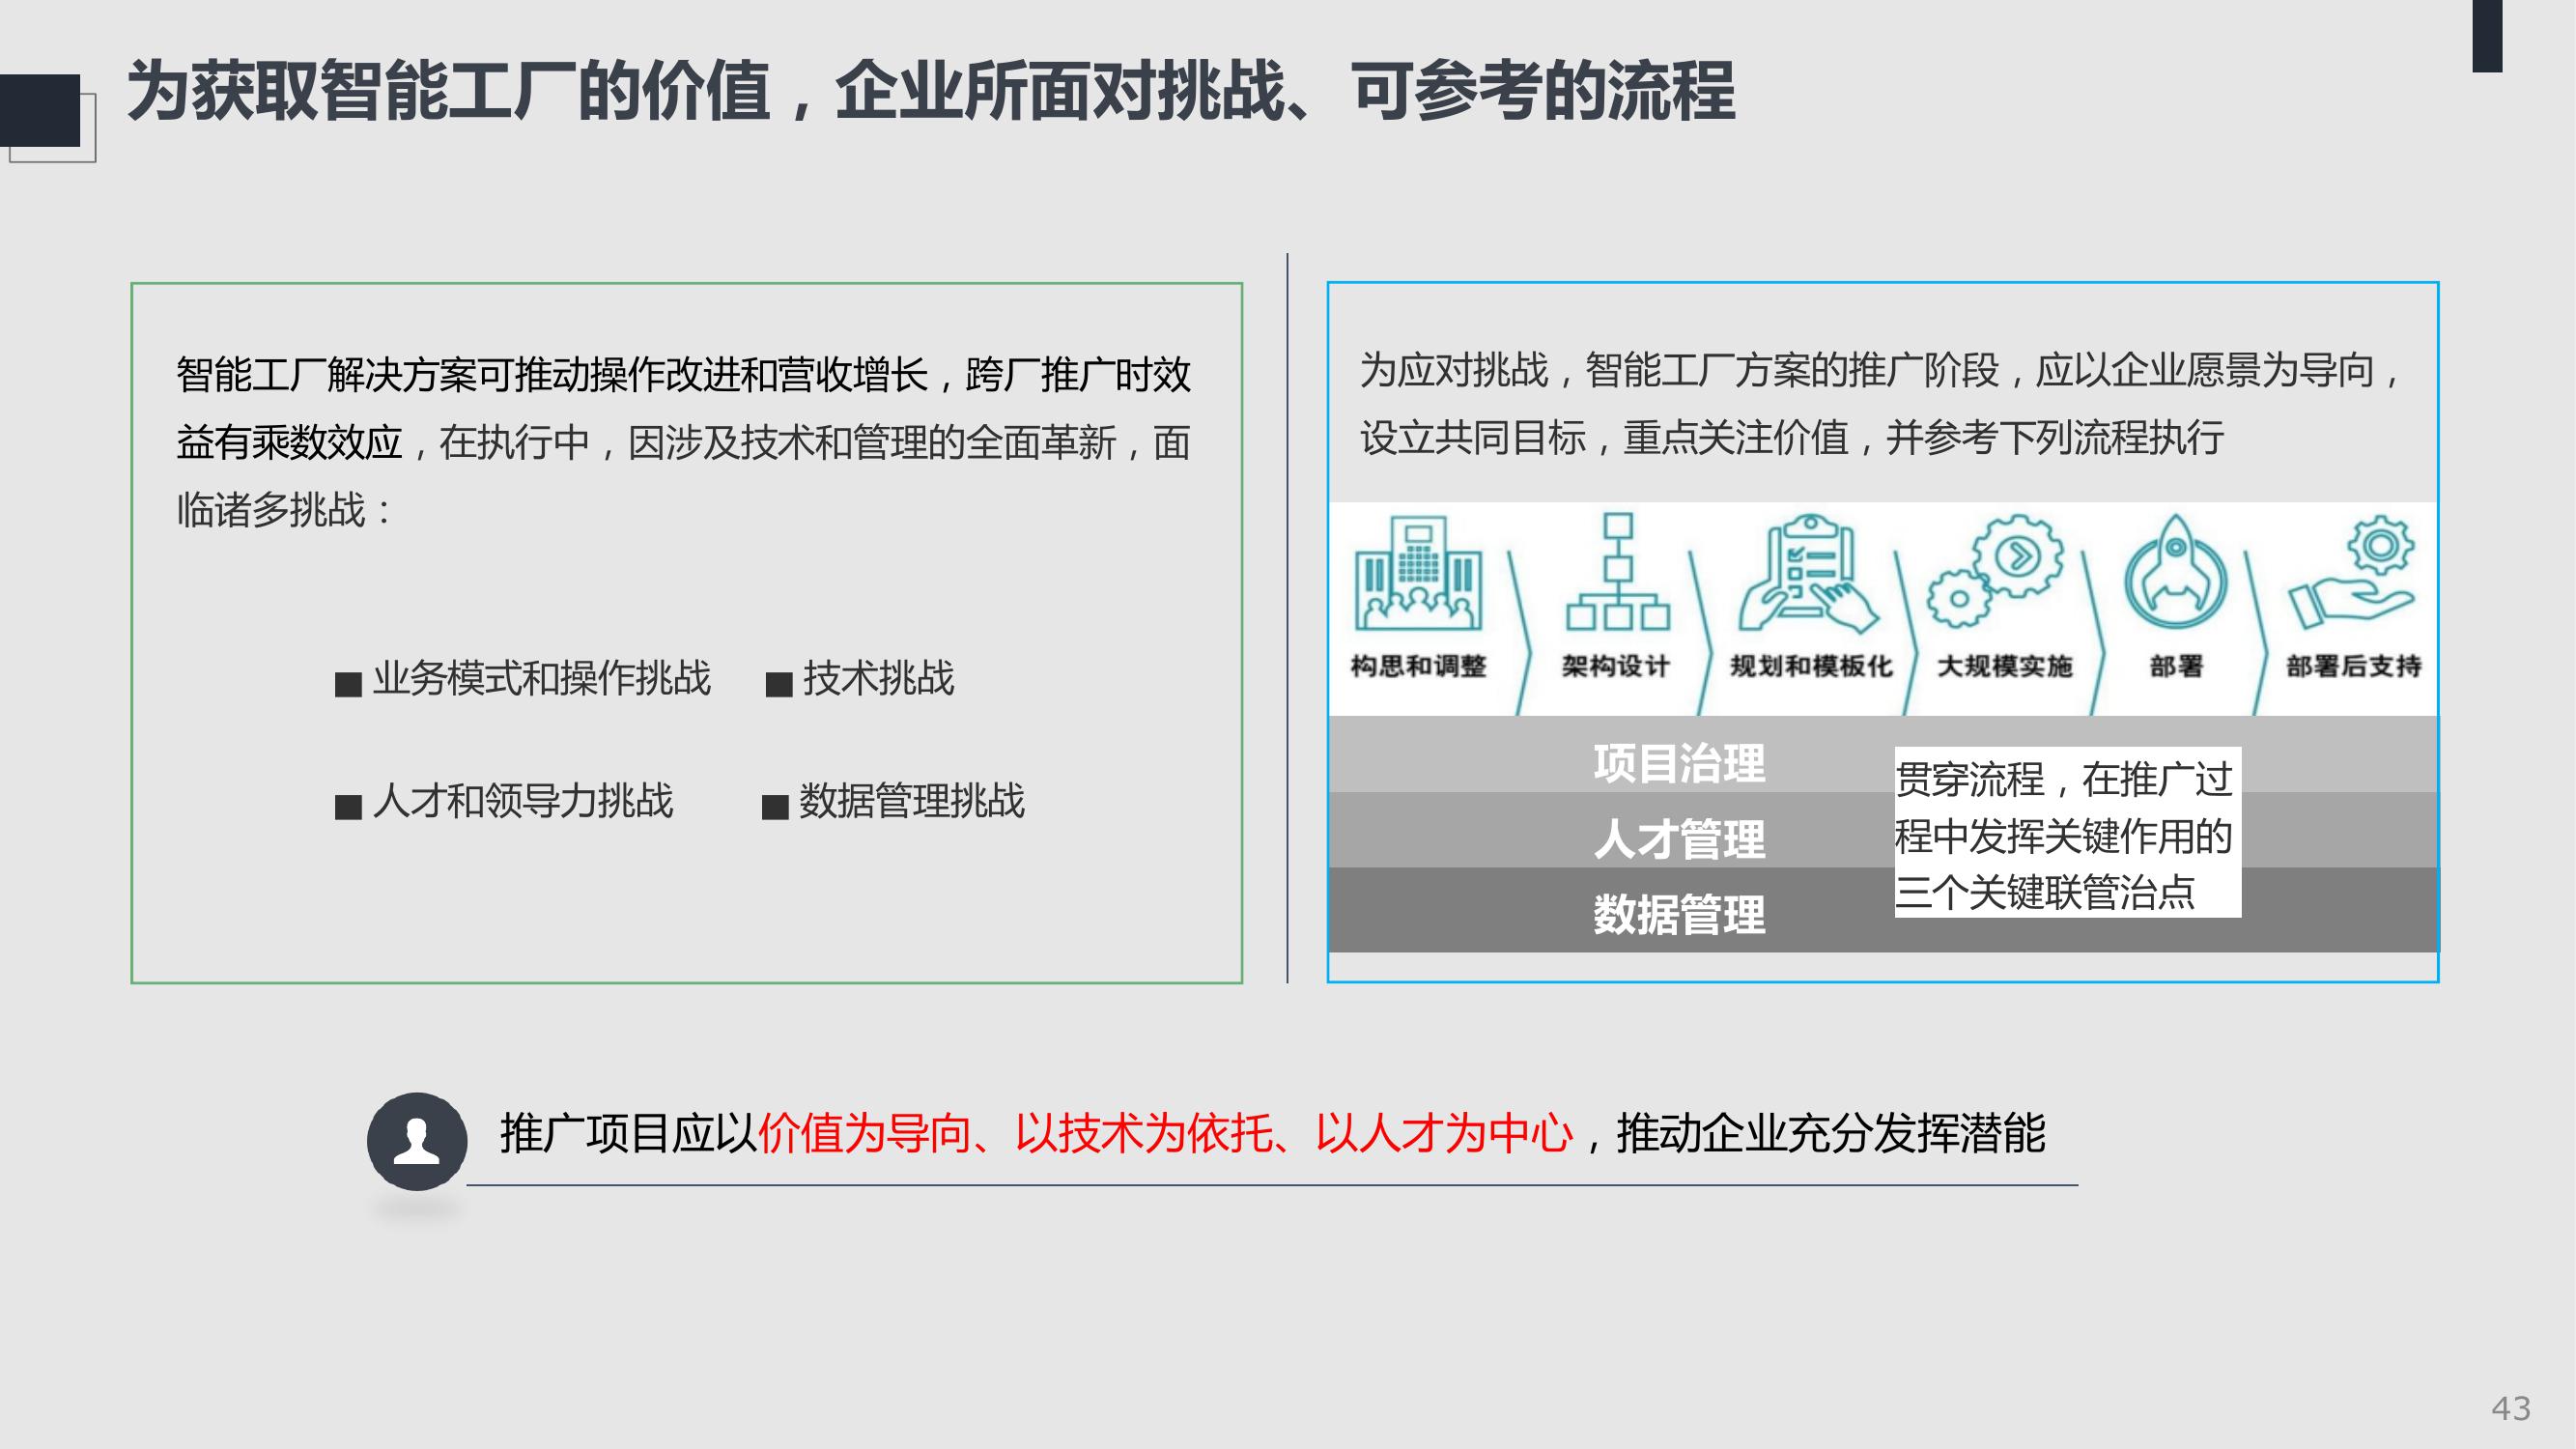 为获取智能工厂的价值，企业所面对挑战、可参考的流程
智能工厂解决方案可推动操作改进和营收增长，跨厂推广时效
益有乘数效应，在执行中，因涉及技术和管理的全面革新，面
临诸多挑战：
■ 业务模式和操作挑战
■ 技术挑战
■ 人才和领导力挑战
■ 数据管理挑战
为应对挑战，智能工厂方案的推广阶段，应以企业愿景为导向，
设立共同目标，重点关注价值，并参考下列流程执行
构思和调整
架构设计
规划和模板化
大规模实施
部署
部署后支持
项目治理
人才管理
数据管理
贯穿流程，在推广过
程中发挥关键作用的
三个关键联管治点
推广项目应以价值为导向、以技术为依托、以人才为中心，推动企业充分发挥潜能
43